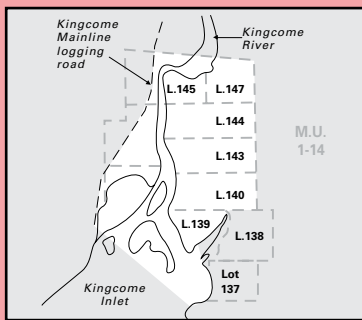 Kingcome
Mainline
logging
road
Kingcome
River
L.145
L.147
L.144
M.U.
1-14
L.143
L.140
L.139
L.138
Lot
137
Kingcome
Inlet